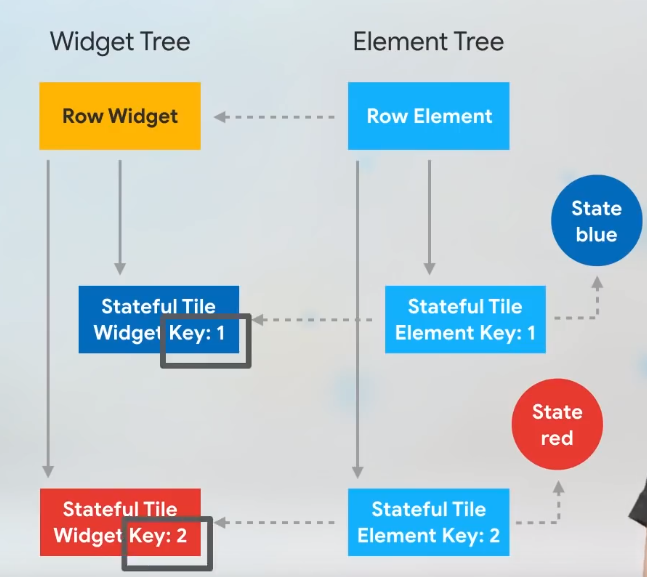 Widget Tree
Element Tree
Row Widget
Row Element
State
blue
Stateful Tile
Widget Key: 1
Stateful Tile
Element Key: 1
State
red
Stateful Tile
Widget Key: 2
Stateful Tile
Element Key: 2